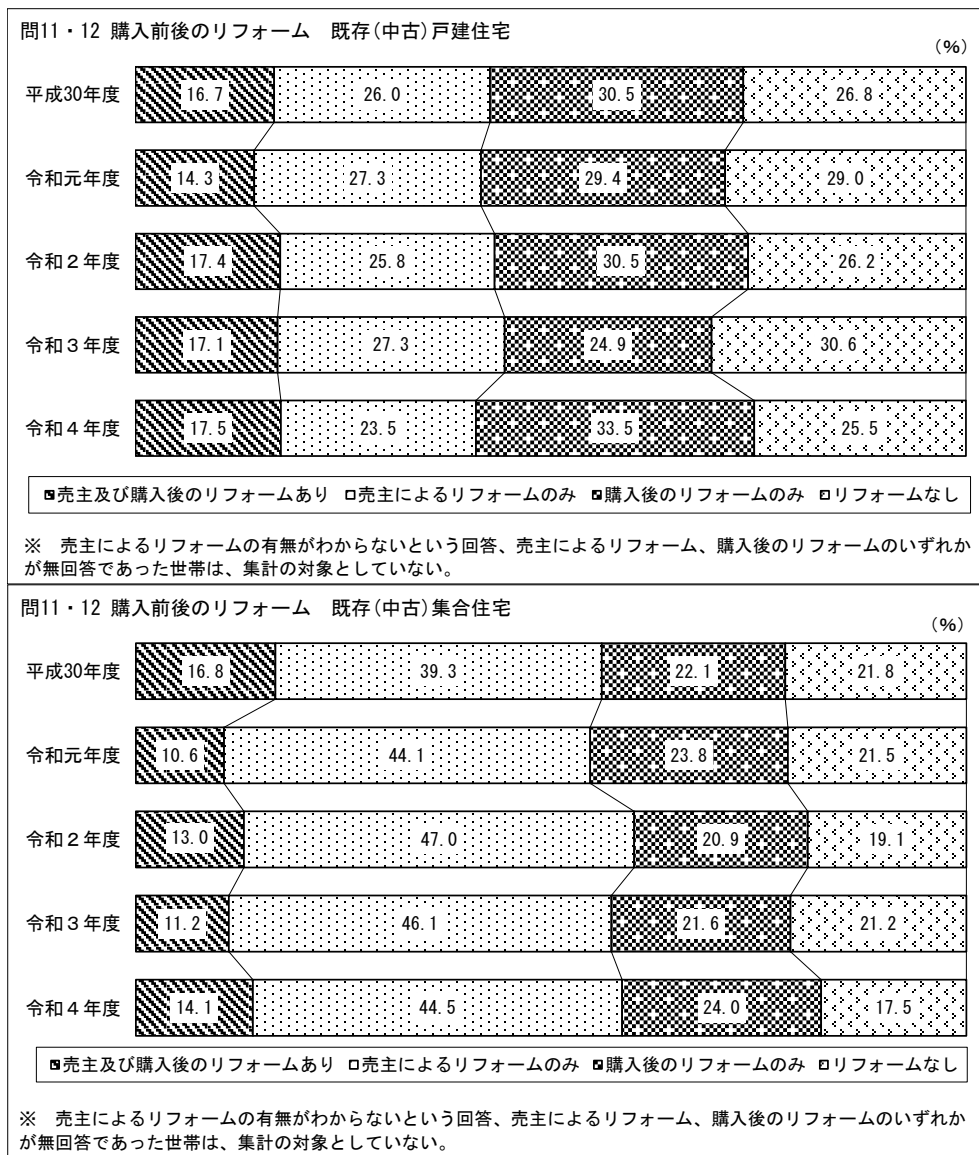 問11・12 購入前後のリフォーム　既存(中古)戸建住宅
(%)
平成30年度 16.7 26.0 30.5 26.8
令和元年度 14.3 27.3 29.4 29.0
令和２年度 17.4 25.8 30.5 26.2
令和３年度 17.1 27.3 24.9 30.6
令和４年度 17.5 23.5 33.5 25.5
売主及び購入後のリフォームあり 売主によるリフォームのみ 購入後のリフォームのみ リフォームなし
※　売主によるリフォームの有無がわからないという回答、売主によるリフォーム、購入後のリフォームのいずれか
が無回答であった世帯は、集計の対象としていない。
問11・12 購入前後のリフォーム　既存(中古)集合住宅
(%)
平成30年度 16.8 39.3 22.1 21.8
令和元年度 10.6 44.1 23.8 21.5
令和２年度 13.0 47.0 20.9 19.1
令和３年度 11.2 46.1 21.6 21.2
令和４年度 14.1 44.5 24.0 17.5
売主及び購入後のリフォームあり 売主によるリフォームのみ 購入後のリフォームのみ リフォームなし
※　売主によるリフォームの有無がわからないという回答、売主によるリフォーム、購入後のリフォームのいずれか
が無回答であった世帯は、集計の対象としていない。